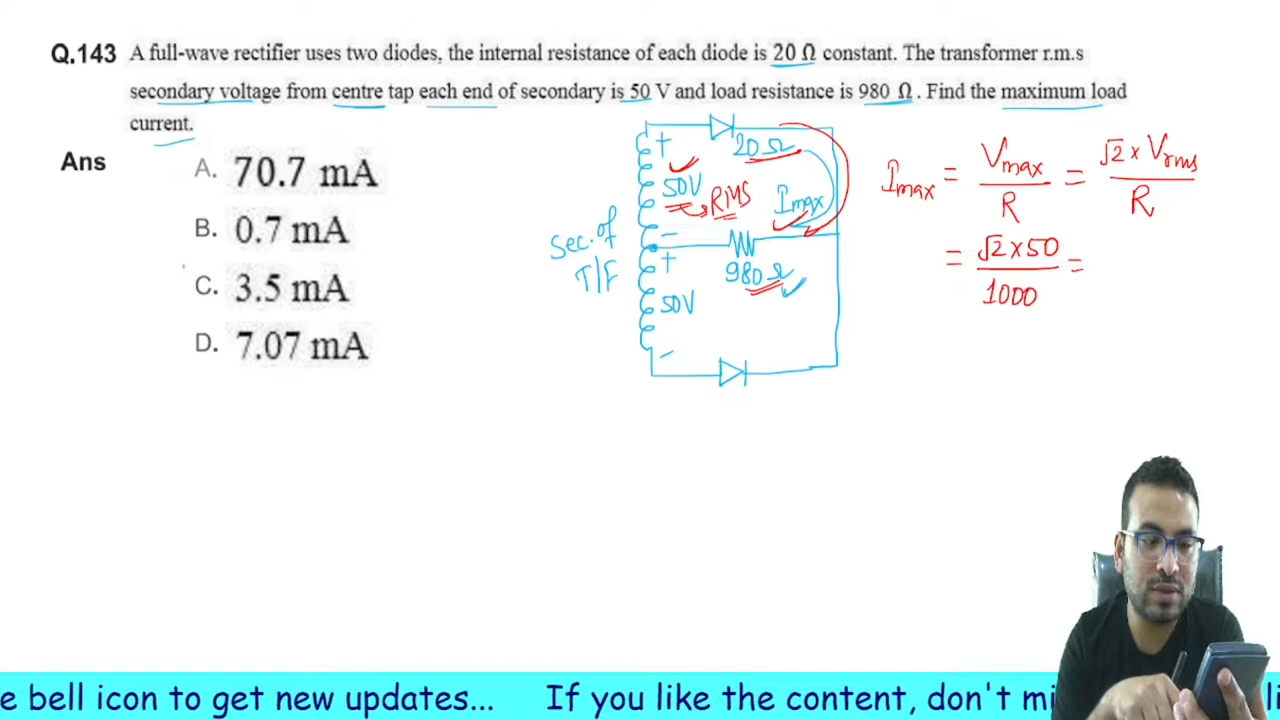 Q.143 A full-wave rectifier uses two diodes, the internal resistance of each diode is 20 Ω constant. The transformer r.m.s
secondary voltage from centre tap each end of secondary is 50 V and load resistance is 980 Ω . Find the maximum load
current.
Ans
A. 70.7 mA
B. 0.7 mA
C. 3.5 mA
D. 7.07 mA
+
20 Ω
50V
RMS
Imax
−
Sec. of
T/F
980Ω
+
50V
−
Imax = Vmax / R = √2 × Vrms / R
= √2 × 50 / 1000 =
e bell icon to get new updates... If you like the content, don't mi